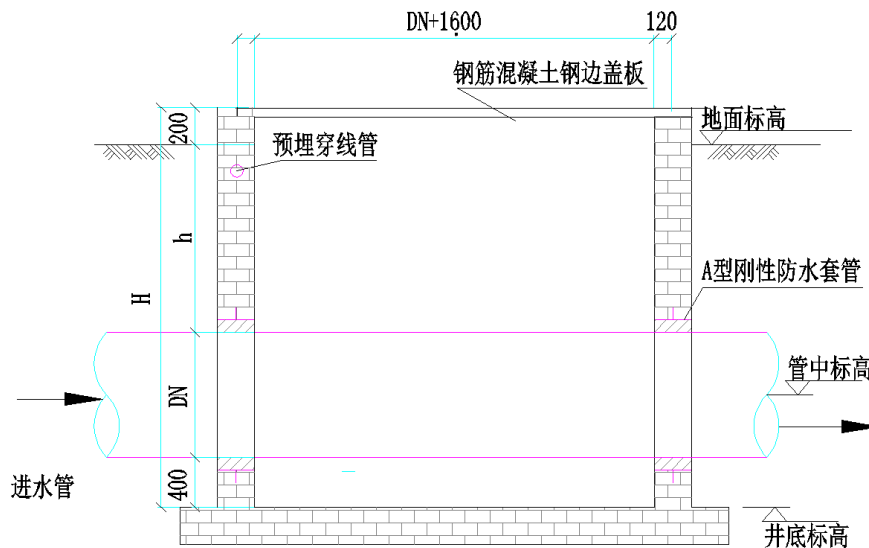 DN+1600
120
钢筋混凝土钢边盖板
地面标高
200
预埋穿线管
h
H
A型刚性防水套管
管中标高
DN
进水管
400
井底标高